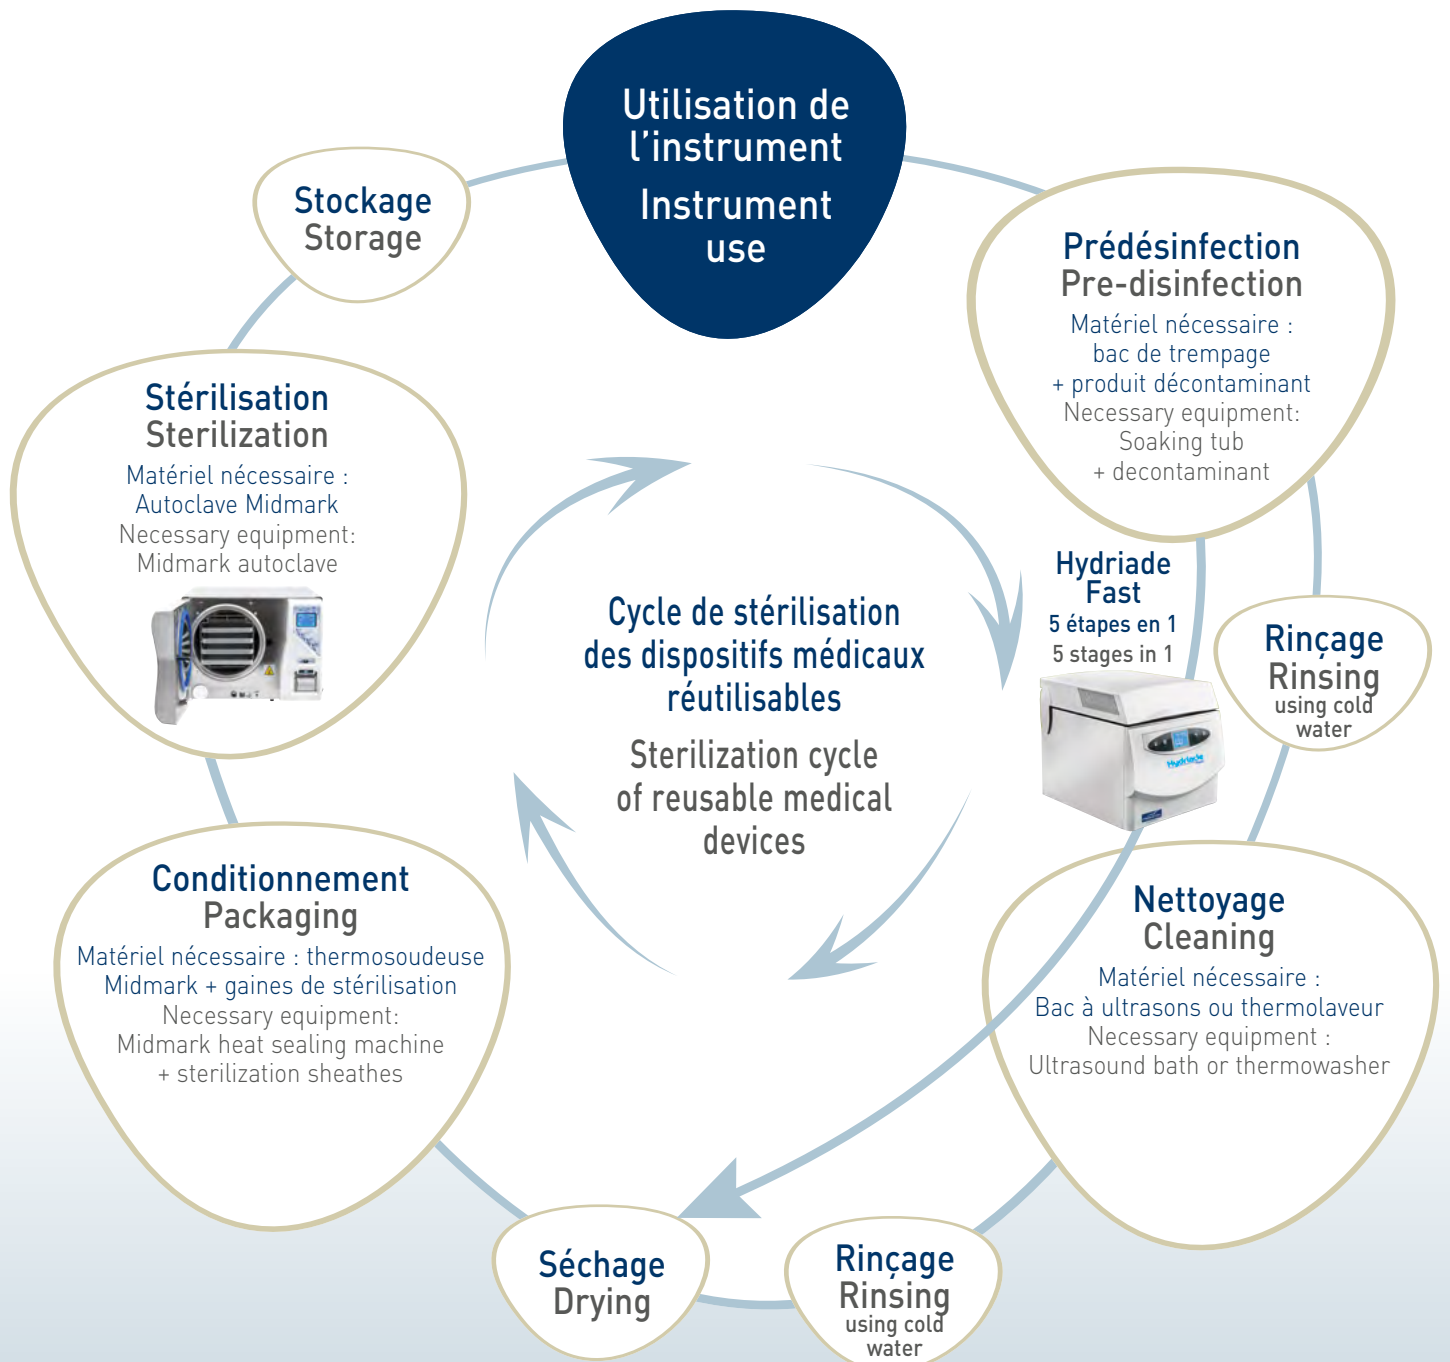 Utilisation de
l'instrument
Instrument
use
Prédésinfection
Pre-disinfection
Matériel nécessaire :
bac de trempage
+ produit décontaminant
Necessary equipment:
Soaking tub
+ decontaminant
Hydriade
Fast
5 étapes en 1
5 stages in 1
Hydriade
Rinçage
Rinsing
using cold
water
Nettoyage
Cleaning
Matériel nécessaire :
Bac à ultrasons ou thermolaveur
Necessary equipment :
Ultrasound bath or thermowasher
Rinçage
Rinsing
using cold
water
Séchage
Drying
Conditionnement
Packaging
Matériel nécessaire : thermosoudeuse
Midmark + gaines de stérilisation
Necessary equipment:
Midmark heat sealing machine
+ sterilization sheathes
Stérilisation
Sterilization
Matériel nécessaire :
Autoclave Midmark
Necessary equipment:
Midmark autoclave
Stockage
Storage
Cycle de stérilisation
des dispositifs médicaux
réutilisables
Sterilization cycle
of reusable medical
devices